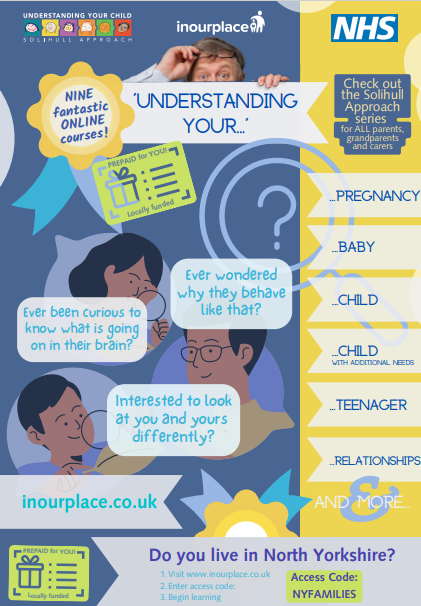 UNDERSTANDING YOUR CHILD
SOLIHULL APPROACH
inourplace
NHS
NINE
fantastic
ONLINE
courses!
'UNDERSTANDING
YOUR...'
Check out
the Solihull
Approach
series
for ALL parents,
grandparents
and carers
PREPAID for YOU!
Locally funded
...PREGNANCY
...BABY
...CHILD
...CHILD
WITH ADDITIONAL NEEDS
...TEENAGER
...RELATIONSHIPS
&
AND MORE...
?
Ever wondered
why they behave
like that?
Ever been curious to
know what is going
on in their brain?
Interested to look
at you and yours
differently?
inourplace.co.uk
PREPAID for YOU!
Locally funded
Do you live in North Yorkshire?
1. Visit www.inourplace.co.uk
2. Enter access code:
3. Begin learning
Access Code:
NYFAMILIES